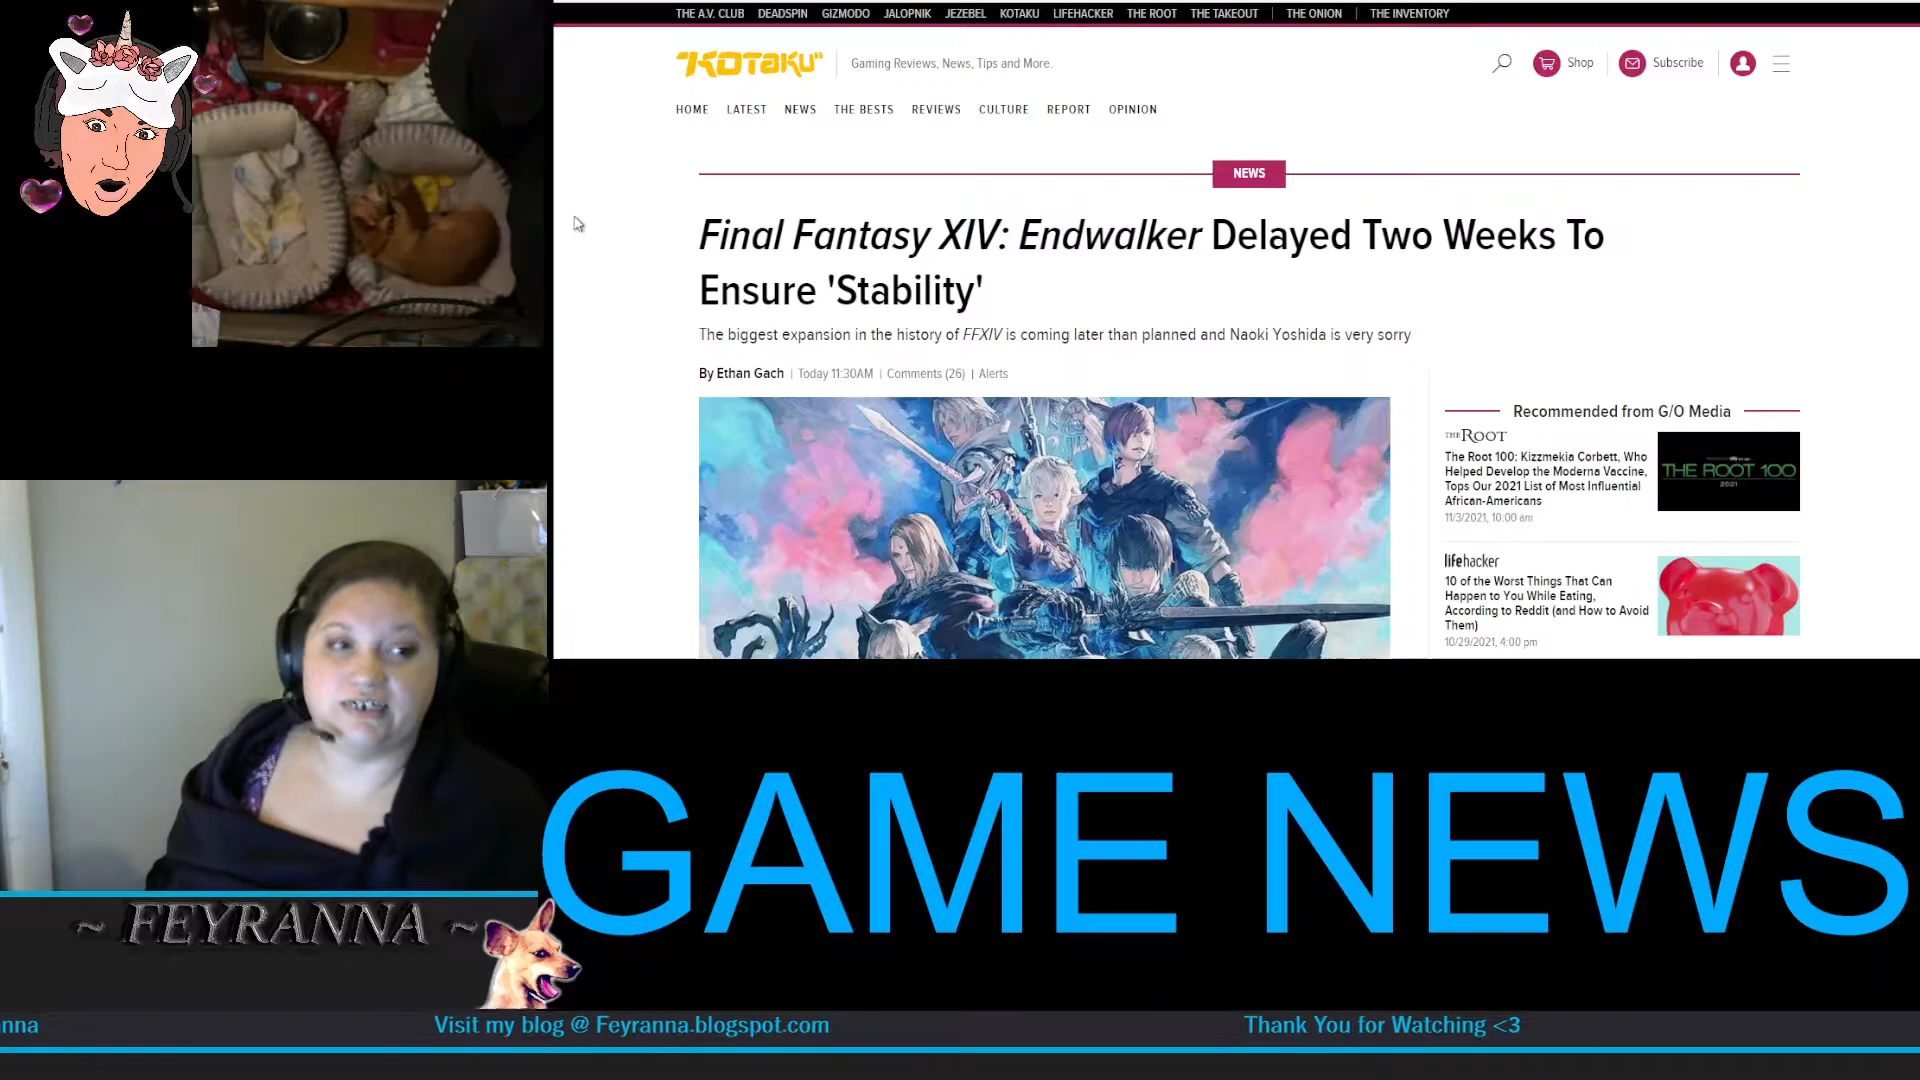 THE A.V. CLUB DEADSPIN GIZMODO JALOPNIK JEZEBEL KOTAKU LIFEHACKER THE ROOT THE TAKEOUT | THE ONION | THE INVENTORY
KOTAKU Gaming Reviews, News, Tips and More. Shop Subscribe
HOME LATEST NEWS THE BESTS REVIEWS CULTURE REPORT OPINION
NEWS
Final Fantasy XIV: Endwalker Delayed Two Weeks To
Ensure 'Stability'
The biggest expansion in the history of FFXIV is coming later than planned and Naoki Yoshida is very sorry
By Ethan Gach | Today 11:30AM | Comments (26) | Alerts
Recommended from G/O Media
THE ROOT
The Root 100: Kizzmekia Corbett, Who
Helped Develop the Moderna Vaccine,
Tops Our 2021 List of Most Influential
African-Americans
11/3/2021, 10:00 am
THE ROOT 100
2021
lifehacker
10 of the Worst Things That Can
Happen to You While Eating,
According to Reddit (and How to Avoid
Them)
10/29/2021, 4:00 pm
GAME NEWS
~ FEYRANNA ~
nna Visit my blog @ Feyranna.blogspot.com Thank You for Watching <3